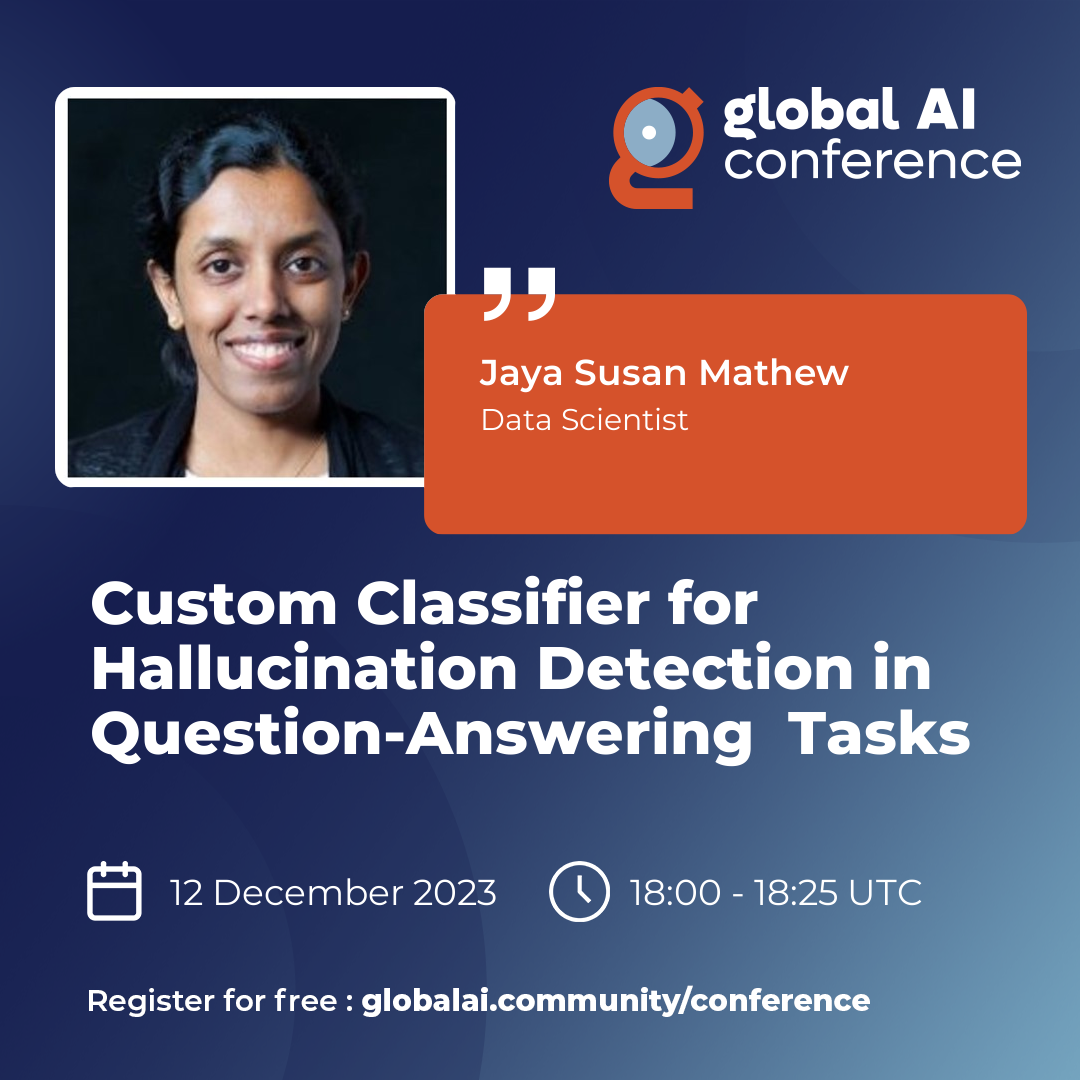 global AI
conference
Jaya Susan Mathew
Data Scientist
Custom Classifier for
Hallucination Detection in
Question-Answering  Tasks
12 December 2023
18:00 - 18:25 UTC
Register for free : globalai.community/conference